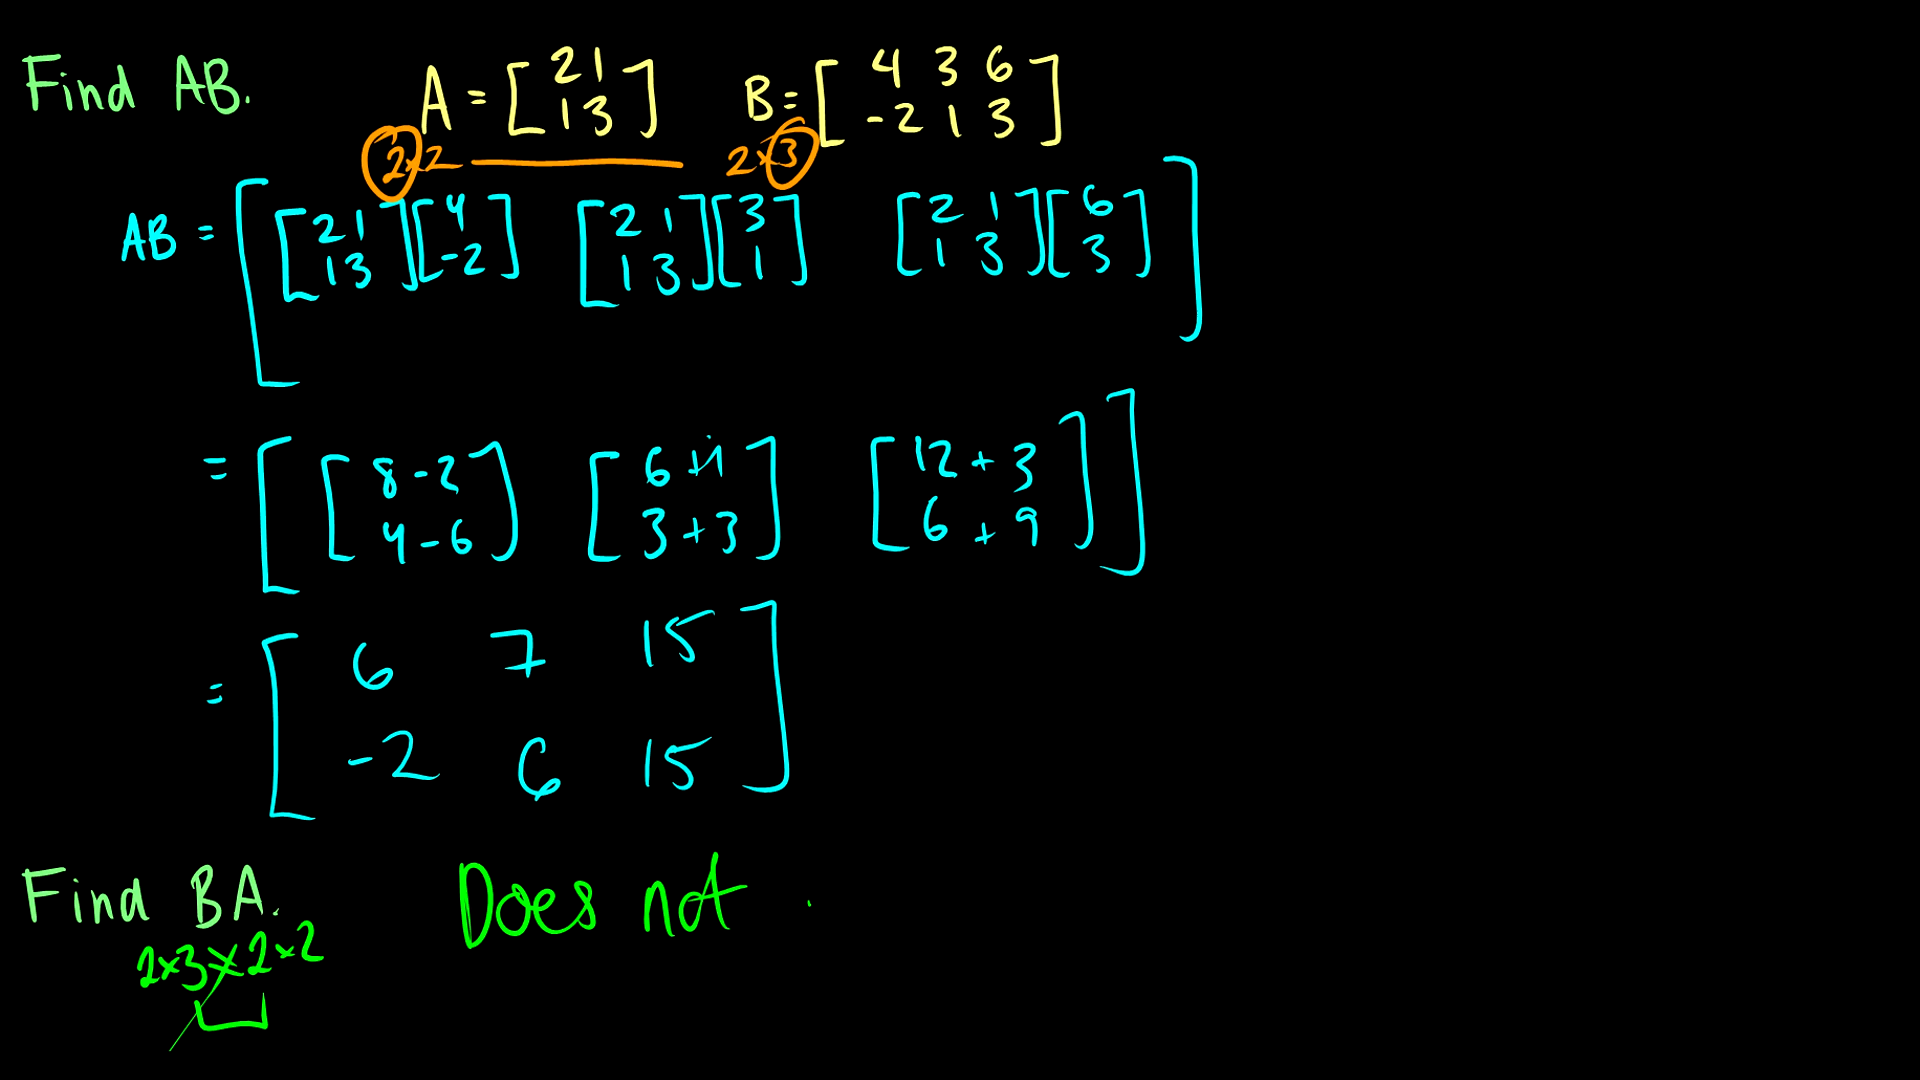 Find AB. A = [ 2 1 B = [ 4 3 6
1 3 ] -2 1 3 ]
2×2 2×3
AB = [ [ 2 1 ] [ 4 ] [ 2 1 ] [ 3 ] [ 2 1 ] [ 6 ] ]
1 3 -2 1 3 1 1 3 3
= [ [ 8 - 2 ] [ 6 + 1 ] [ 12 + 3 ] ]
4 - 6 3 + 3 6 + 9
= [ 6 7 15 ]
-2 6 15
Find BA. Does not
2×3 × 2×2